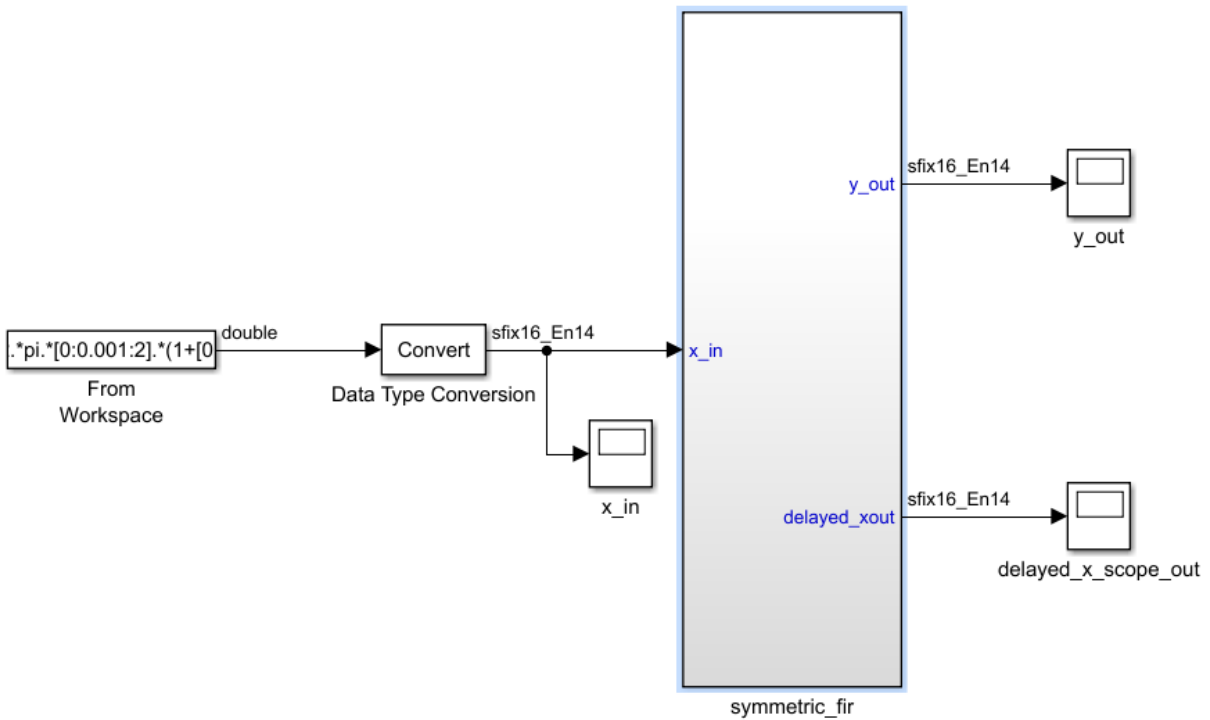 y_out
sfix16_En14
y_out
.*pi.*[0:0.001:2].*(1+[0
double
From
Workspace
Convert
Data Type Conversion
sfix16_En14
x_in
x_in
delayed_xout
sfix16_En14
delayed_x_scope_out
symmetric_fir